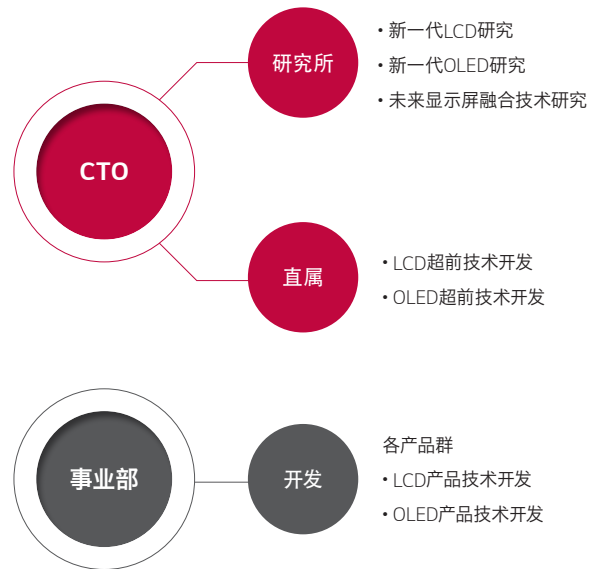 CTO
研究所
• 新一代LCD研究
• 新一代OLED研究
• 未来显示屏融合技术研究
直属
• LCD超前技术开发
• OLED超前技术开发
事业部
开发
各产品群
• LCD产品技术开发
• OLED产品技术开发